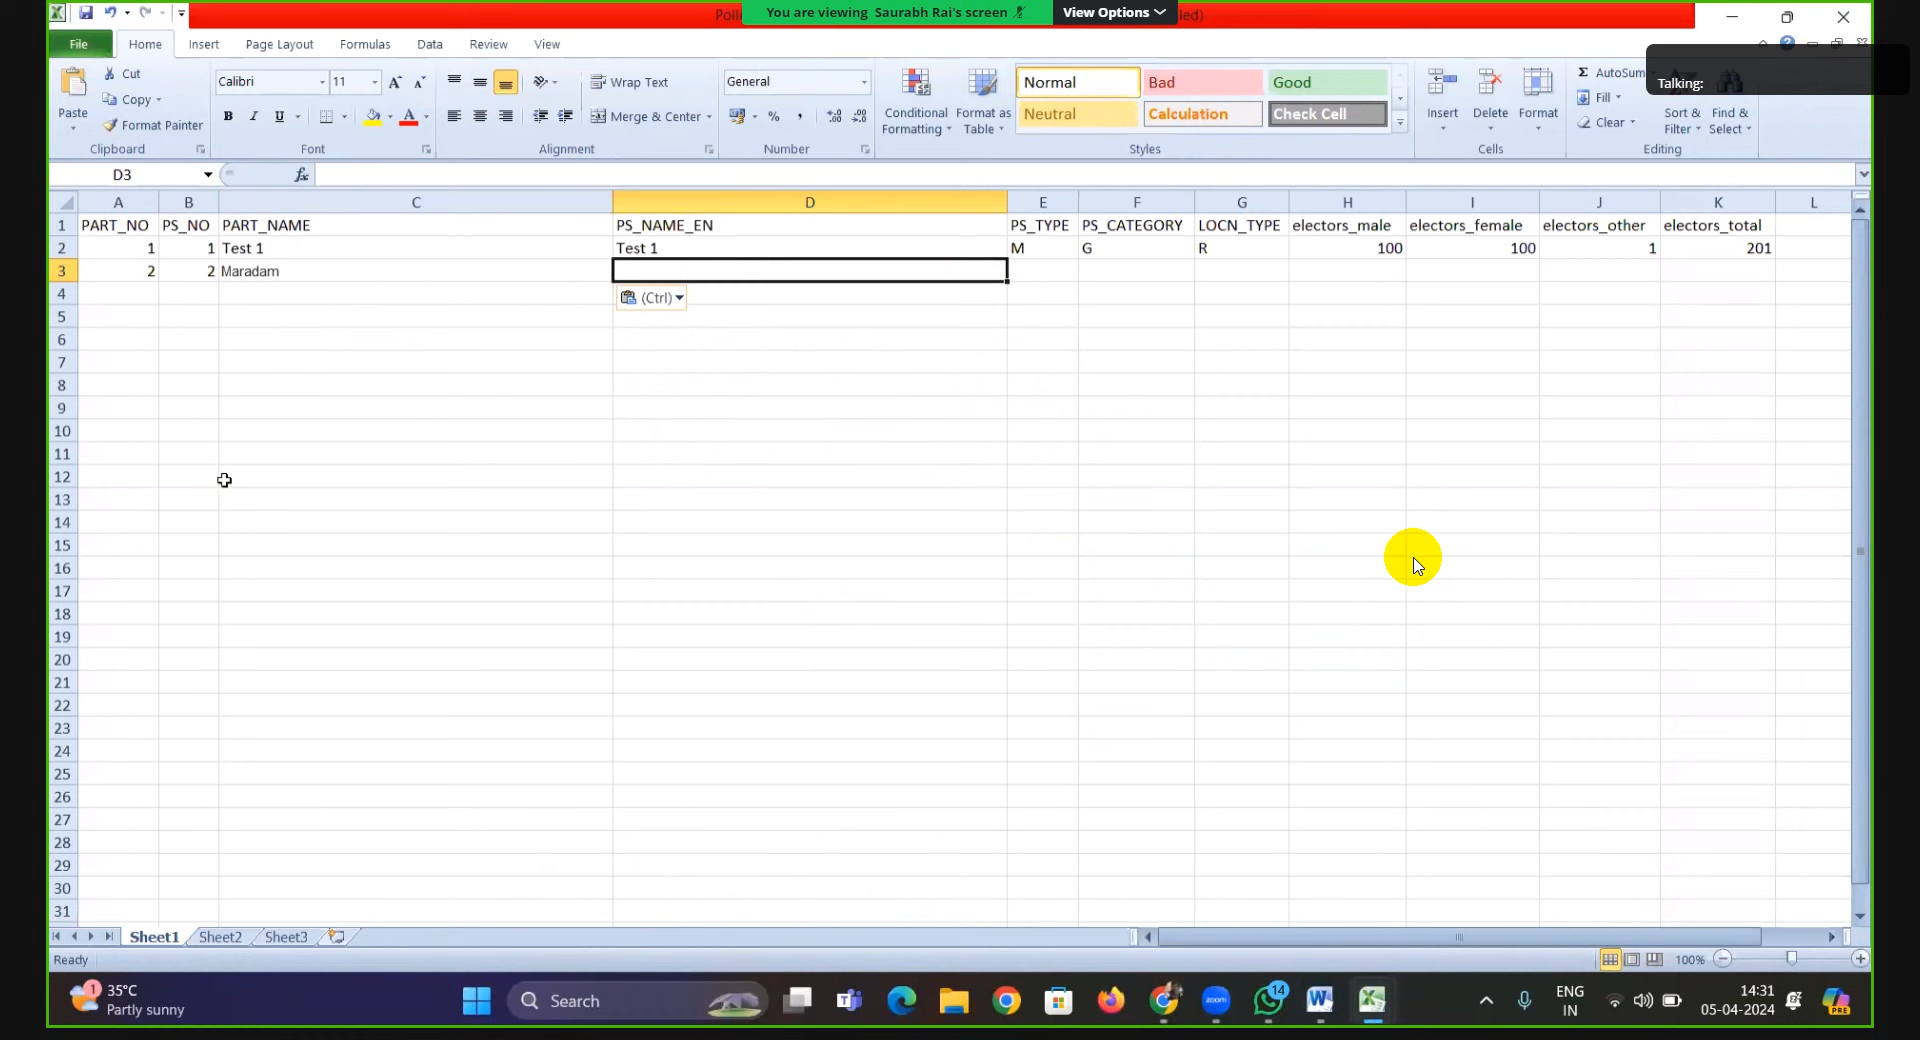 You are viewing Saurabh Rai's screen View Options
File Home Insert Page Layout Formulas Data Review View
Talking:
Paste Cut Copy Format Painter Clipboard
Calibri 11 B I U Font
Wrap Text Merge & Center Alignment
General % , Number
Conditional Formatting Format as Table
Normal Bad Good
Neutral Calculation Check Cell
Styles
Insert Delete Format Cells
Σ AutoSum Fill Clear Sort & Filter Find & Select Editing
D3 fx
A B C D E F G H I J K L
1 PART_NO PS_NO PART_NAME PS_NAME_EN PS_TYPE PS_CATEGORY LOCN_TYPE electors_male electors_female electors_other electors_total
2 1 1 Test 1 Test 1 M G R 100 100 1 201
3 2 2 Maradam
4 (Ctrl)
5
6
7
8
9
10
11
12
13
14
15
16
17
18
19
20
21
22
23
24
25
26
27
28
29
30
31
Sheet1 Sheet2 Sheet3
Ready 100%
1 35°C
Partly sunny
Search
14
ENG
IN
14:31
05-04-2024
PRE